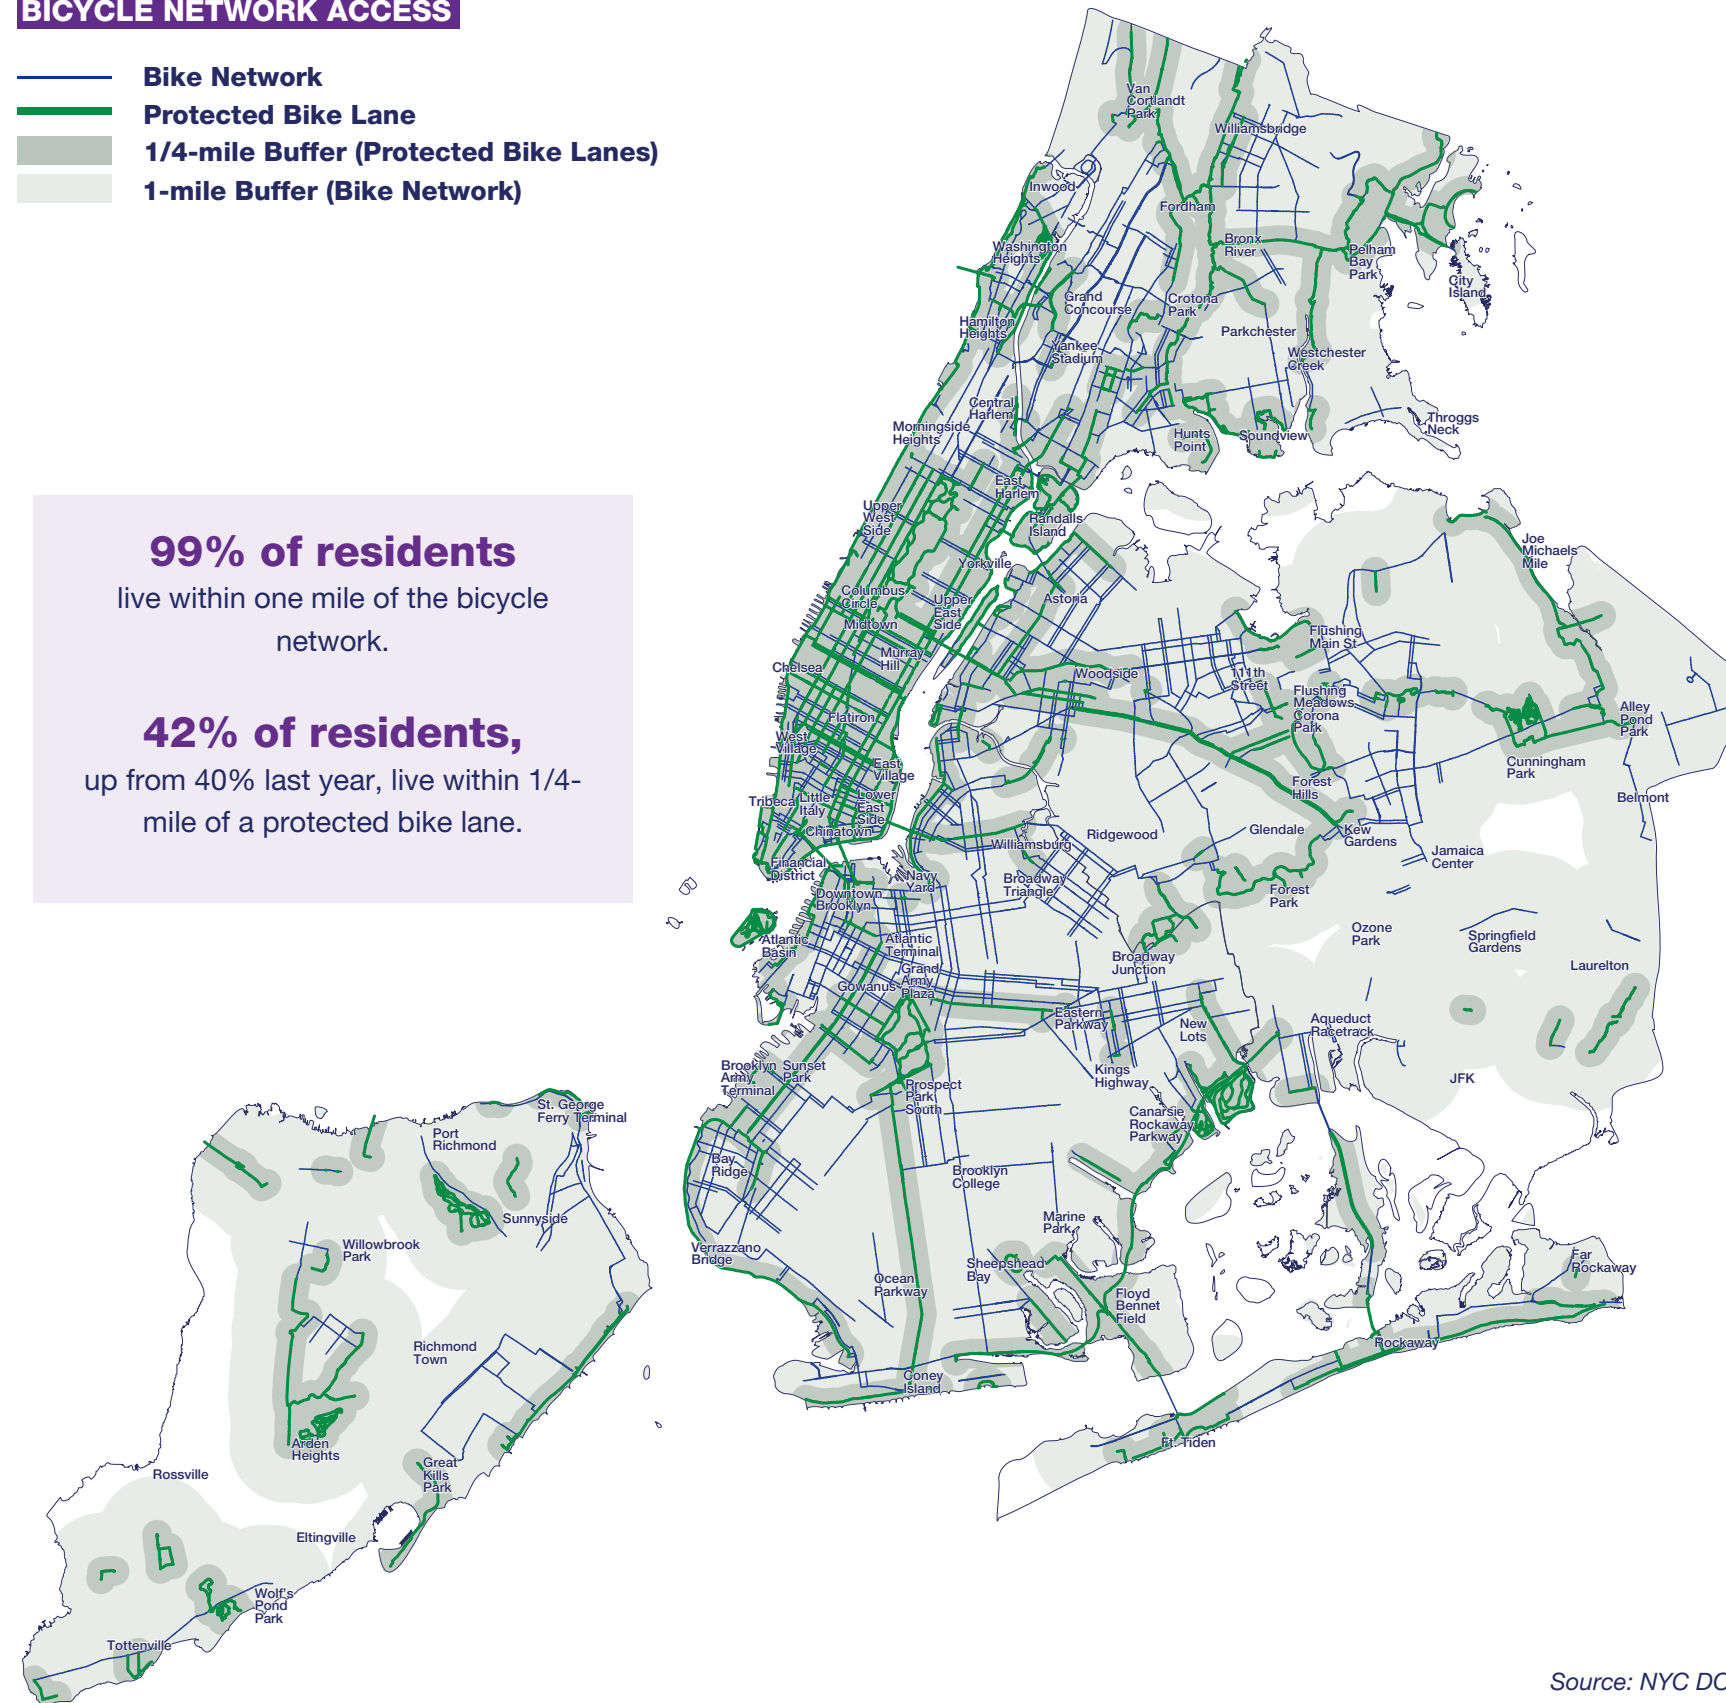 BICYCLE NETWORK ACCESS
Bike Network
Protected Bike Lane
1/4-mile Buffer (Protected Bike Lanes)
1-mile Buffer (Bike Network)
99% of residents
live within one mile of the bicycle
network.
42% of residents,
up from 40% last year, live within 1/4-
mile of a protected bike lane.
Van
Cortlandt
Park
Williamsbridge
Inwood
Fordham
Washington
Heights
Bronx
River
Pelham
Bay
Park
City
Island
Grand
Concourse
Crotona
Park
Hamilton
Heights
Parkchester
Yankee
Stadium
Westchester
Creek
Central
Harlem
Morningside
Heights
Throggs
Neck
Hunts
Point
Soundview
East
Harlem
Upper
West
Side
Randalls
Island
Joe
Michaels
Mile
Yorkville
Columbus
Circle
Upper
East
Side
Astoria
Midtown
Flushing
Main St
Murray
Hill
Chelsea
Woodside
111th
Street
Flushing
Meadows
Corona
Park
Flatiron
Alley
Pond
Park
West
Village
East
Village
Cunningham
Park
Forest
Hills
Belmont
Tribeca
Little
Italy
Lower
East
Side
Chinatown
Williamsburg
Ridgewood
Glendale
Kew
Gardens
Jamaica
Center
Financial
District
Navy
Yard
Broadway
Triangle
Downtown
Brooklyn
Forest
Park
Atlantic
Basin
Atlantic
Terminal
Ozone
Park
Springfield
Gardens
Broadway
Junction
Laurelton
Grand
Army
Plaza
Gowanus
Eastern
Parkway
New
Lots
Aqueduct
Racetrack
Brooklyn
Army
Terminal
Sunset
Park
Kings
Highway
JFK
Prospect
Park
South
Canarsie
Rockaway
Parkway
St. George
Ferry Terminal
Port
Richmond
Bay
Ridge
Brooklyn
College
Sunnyside
Marine
Park
Willowbrook
Park
Verrazzano
Bridge
Sheepshead
Bay
Far
Rockaway
Ocean
Parkway
Floyd
Bennet
Field
Richmond
Town
Rockaway
Coney
Island
Arden
Heights
Ft. Tiden
Great
Kills
Park
Rossville
Eltingville
Wolf's
Pond
Park
Tottenville
Source: NYC DO